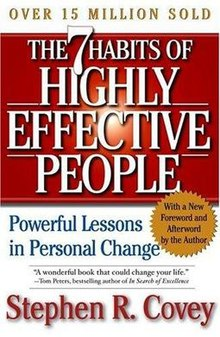 OVER 15 MILLION SOLD
THE 7 HABITS OF
HIGHLY
EFFECTIVE
PEOPLE
Powerful Lessons
in Personal Change
With a New
Foreword and
Afterword
by the Author
"A wonderful book that could change your life."
—Tom Peters, bestselling author of In Search of Excellence
Stephen R. Covey